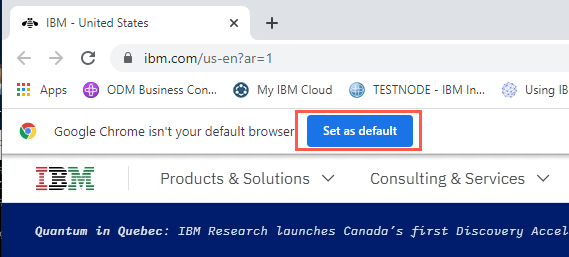 IBM - United States
ibm.com/us-en?ar=1
Google
ODM Business Con...
My IBM Cloud
TESTNODE - IBM In...
Using IB
Google Chrome isn't your default browser
Set as default
IBM
Products & Solutions
Consulting & Services
Quantum in Quebec: IBM Research launches Canada's first Discovery Accel